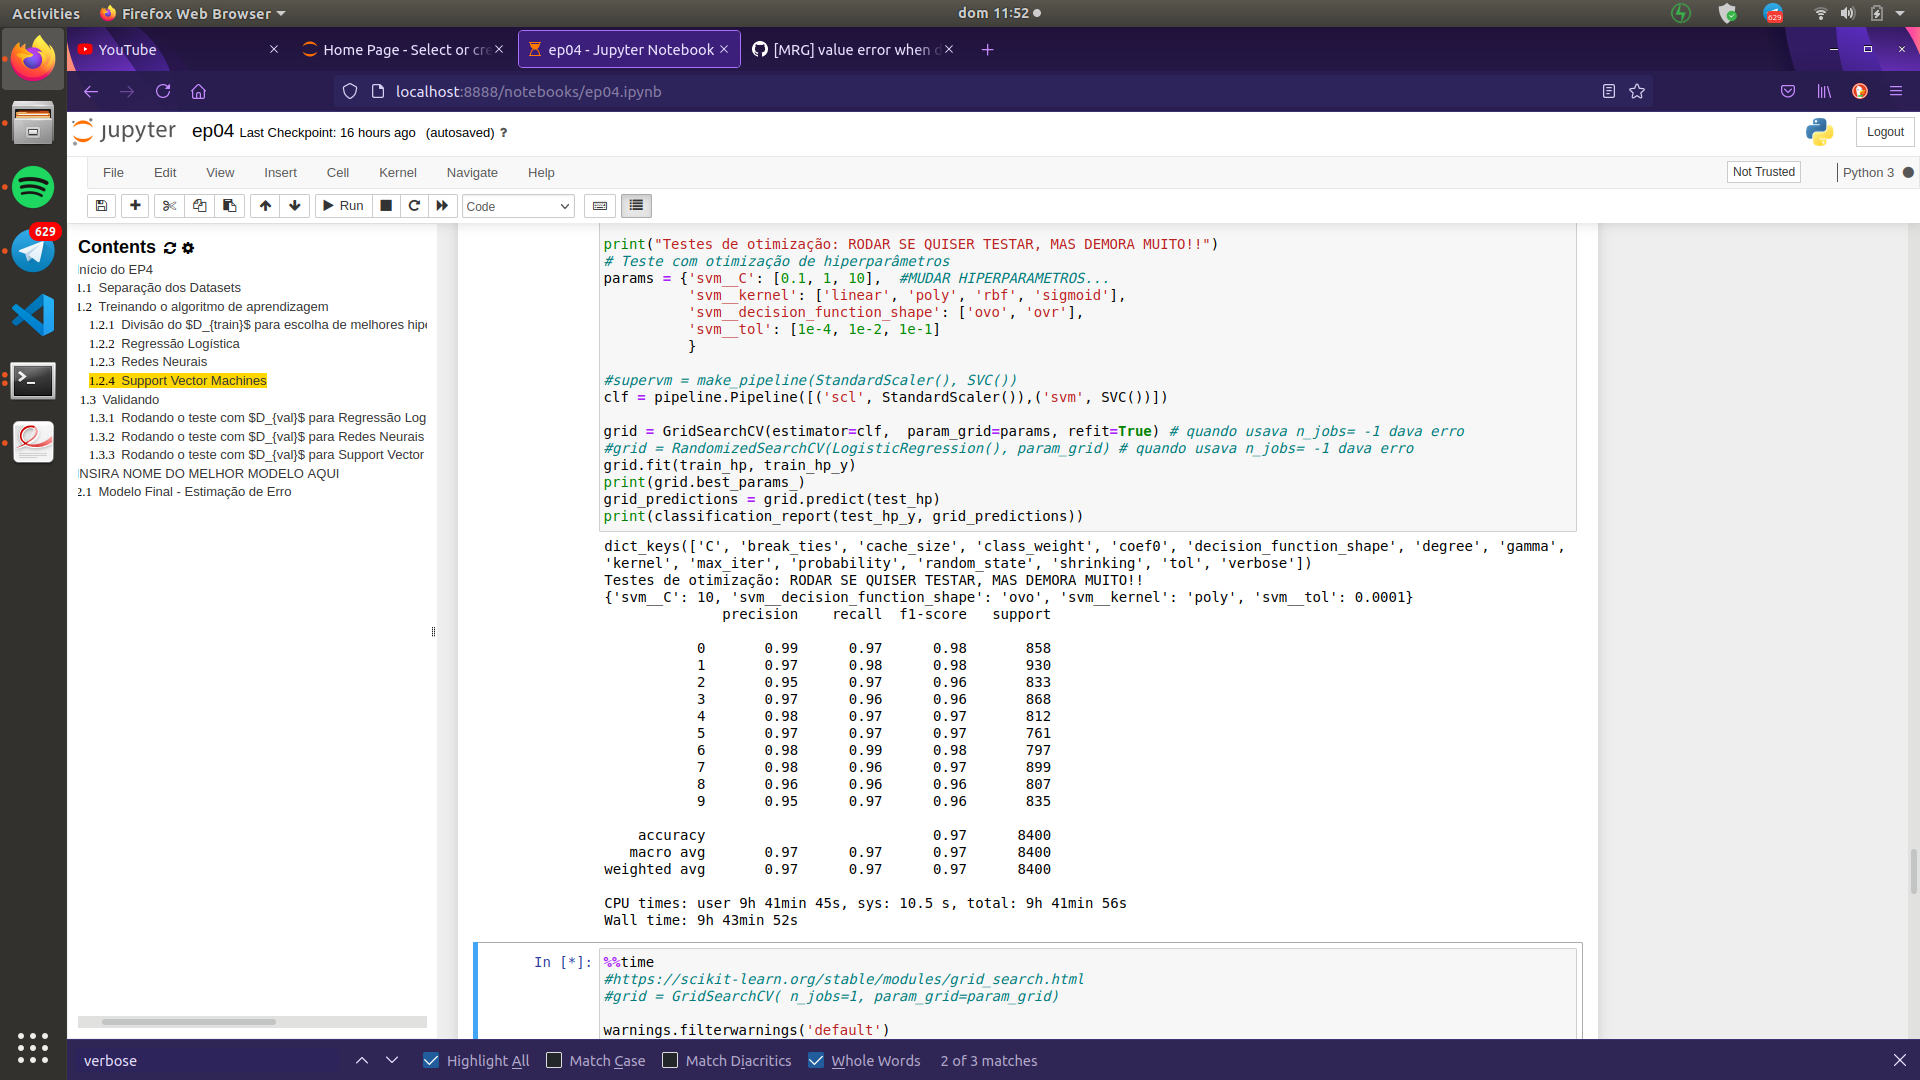 Activities
Firefox Web Browser
dom 11:52
629
YouTube
Home Page - Select or cre
ep04 - Jupyter Notebook
[MRG] value error when
localhost:8888/notebooks/ep04.ipynb
jupyter
ep04 Last Checkpoint: 16 hours ago (autosaved)
Logout
File Edit View Insert Cell Kernel Navigate Help
Not Trusted
Python 3
Run
Code
629
Contents
nício do EP4
1.1 Separação dos Datasets
1.2 Treinando o algoritmo de aprendizagem
1.2.1 Divisão do $D_{train}$ para escolha de melhores hipe
1.2.2 Regressão Logística
1.2.3 Redes Neurais
1.2.4 Support Vector Machines
1.3 Validando
1.3.1 Rodando o teste com $D_{val}$ para Regressão Log
1.3.2 Rodando o teste com $D_{val}$ para Redes Neurais
1.3.3 Rodando o teste com $D_{val}$ para Support Vector
NSIRA NOME DO MELHOR MODELO AQUI
2.1 Modelo Final - Estimação de Erro
print("Testes de otimização: RODAR SE QUISER TESTAR, MAS DEMORA MUITO!!")
# Teste com otimização de hiperparâmetros
params = {'svm__C': [0.1, 1, 10],  #MUDAR HIPERPARAMETROS...
'svm__kernel': ['linear', 'poly', 'rbf', 'sigmoid'],
'svm__decision_function_shape': ['ovo', 'ovr'],
'svm__tol': [1e-4, 1e-2, 1e-1]
}
#supervm = make_pipeline(StandardScaler(), SVC())
clf = pipeline.Pipeline([('scl', StandardScaler()),('svm', SVC())])
grid = GridSearchCV(estimator=clf,  param_grid=params, refit=True) # quando usava n_jobs= -1 dava erro
#grid = RandomizedSearchCV(LogisticRegression(), param_grid) # quando usava n_jobs= -1 dava erro
grid.fit(train_hp, train_hp_y)
print(grid.best_params_)
grid_predictions = grid.predict(test_hp)
print(classification_report(test_hp_y, grid_predictions))
dict_keys(['C', 'break_ties', 'cache_size', 'class_weight', 'coef0', 'decision_function_shape', 'degree', 'gamma',
'kernel', 'max_iter', 'probability', 'random_state', 'shrinking', 'tol', 'verbose'])
Testes de otimização: RODAR SE QUISER TESTAR, MAS DEMORA MUITO!!
{'svm__C': 10, 'svm__decision_function_shape': 'ovo', 'svm__kernel': 'poly', 'svm__tol': 0.0001}
precision recall f1-score support
0 0.99 0.97 0.98 858
1 0.97 0.98 0.98 930
2 0.95 0.97 0.96 833
3 0.97 0.96 0.96 868
4 0.98 0.97 0.97 812
5 0.97 0.97 0.97 761
6 0.98 0.99 0.98 797
7 0.98 0.96 0.97 899
8 0.96 0.96 0.96 807
9 0.95 0.97 0.96 835
accuracy 0.97 8400
macro avg 0.97 0.97 0.97 8400
weighted avg 0.97 0.97 0.97 8400
CPU times: user 9h 41min 45s, sys: 10.5 s, total: 9h 41min 56s
Wall time: 9h 43min 52s
In [*]: %%time
#https://scikit-learn.org/stable/modules/grid_search.html
#grid = GridSearchCV( n_jobs=1, param_grid=param_grid)
warnings.filterwarnings('default')
verbose
Highlight All
Match Case
Match Diacritics
Whole Words
2 of 3 matches